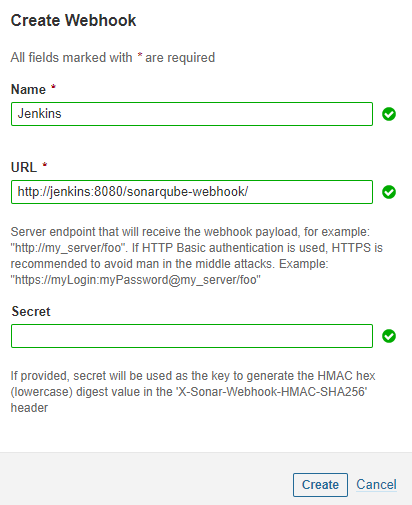 Create Webhook
All fields marked with * are required
Name *
Jenkins
URL *
http://jenkins:8080/sonarqube-webhook/
Server endpoint that will receive the webhook payload, for example:
"http://my_server/foo". If HTTP Basic authentication is used, HTTPS is
recommended to avoid man in the middle attacks. Example:
"https://myLogin:myPassword@my_server/foo"
Secret
If provided, secret will be used as the key to generate the HMAC hex
(lowercase) digest value in the 'X-Sonar-Webhook-HMAC-SHA256'
header
Create Cancel